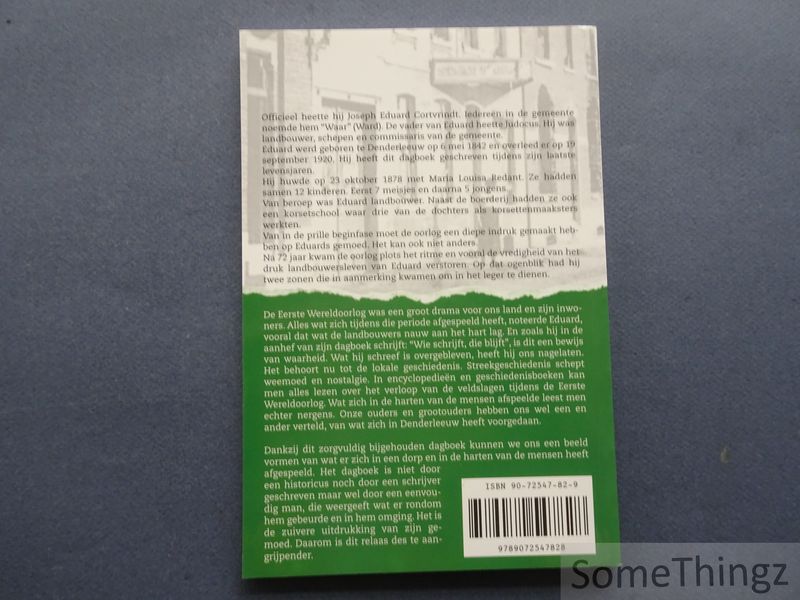 Officieel heette hij Joseph Eduard Cortvrindt. Iedereen in de gemeente
noemde hem "Waar" (Ward). De vader van Eduard heette Judocus. Hij was
landbouwer, schepen en commissaris van de gemeente.
Eduard werd geboren te Denderleeuw op 6 mei 1842 en overleed er op 19
september 1920. Hij heeft dit dagboek geschreven tijdens zijn laatste
levensjaren.
Hij huwde op 23 oktober 1878 met Maria Louisa Redant. Ze hadden
samen 12 kinderen. Eerst 7 meisjes en daarna 5 jongens.
Van beroep was Eduard landbouwer. Naast de boerderij hadden ze ook
een korsetschool waar drie van de dochters als korsettenmaaksters
werkten.
Van in de prille beginfase moet de oorlog een diepe indruk gemaakt heb-
ben op Eduards gemoed. Het kan ook niet anders.
Na 72 jaar kwam de oorlog plots het ritme en vooral de vredigheid van het
druk landbouwersleven van Eduard verstoren. Op dat ogenblik had hij
twee zonen die in aanmerking kwamen om in het leger te dienen.
De Eerste Wereldoorlog was een groot drama voor ons land en zijn inwo-
ners. Alles wat zich tijdens die periode afgespeeld heeft, noteerde Eduard,
vooral dat wat de landbouwers nauw aan het hart lag. En zoals hij in de
aanhef van zijn dagboek schrijft: "Wie schrijft, die blijft", is dit een bewijs
van waarheid. Wat hij schreef is overgebleven, heeft hij ons nagelaten.
Het behoort nu tot de lokale geschiedenis. Streekgeschiedenis schept
weemoed en nostalgie. In encyclopedieën en geschiedenisboeken kan
men alles lezen over het verloop van de veldslagen tijdens de Eerste
Wereldoorlog. Wat zich in de harten van de mensen afspeelde leest men
echter nergens. Onze ouders en grootouders hebben ons wel een en
ander verteld, van wat zich in Denderleeuw heeft voorgedaan.
Dankzij dit zorgvuldig bijgehouden dagboek kunnen we ons een beeld
vormen van wat er zich in een dorp en in de harten van de mensen heeft
afgespeeld. Het dagboek is niet door
een historicus noch door een schrijver
geschreven maar wel door een eenvou-
dig man, die weergeeft wat er rondom
hem gebeurde en in hem omging. Het is
de zuivere uitdrukking van zijn ge-
moed. Daarom is dit relaas des te aan-
grijpender.
ISBN 90-72547-82-9
9789072547828
SomeThingz